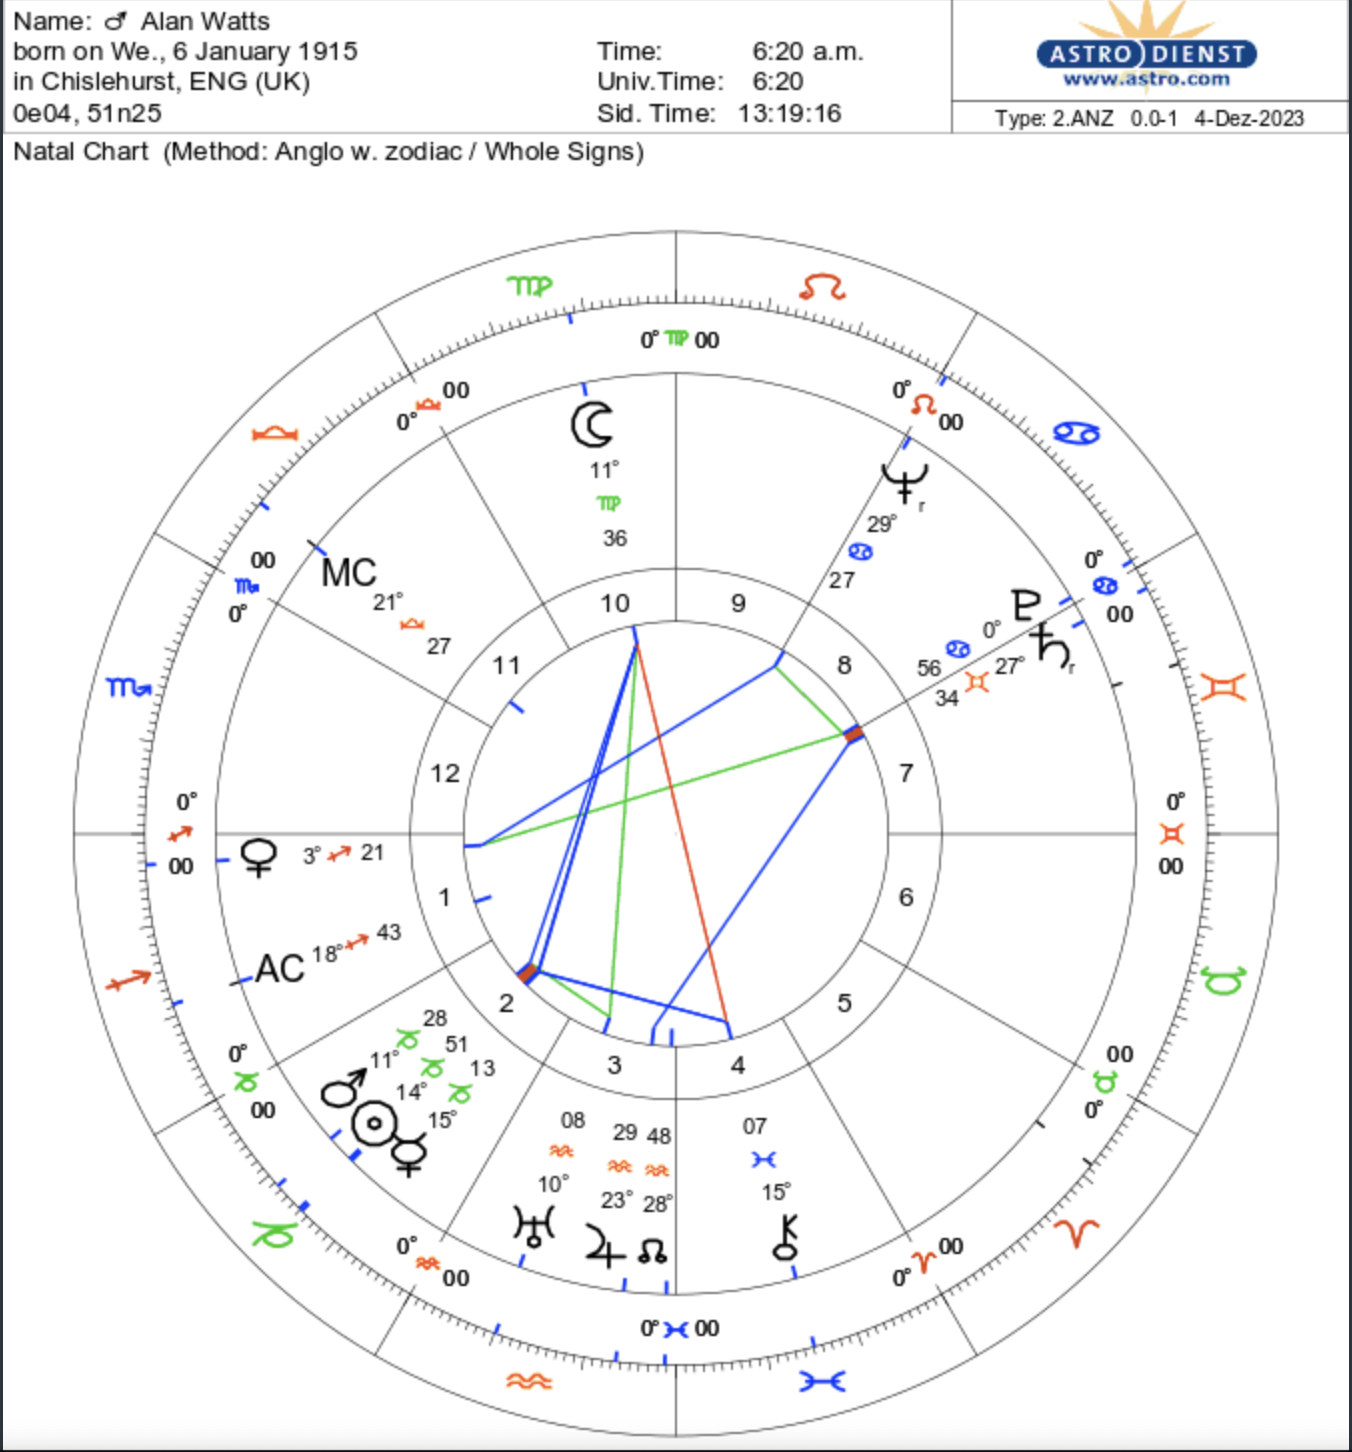 Name: ♂ Alan Watts
born on We., 6 January 1915
in Chislehurst, ENG (UK)
0e04, 51n25
Time: 6:20 a.m.
Univ.Time: 6:20
Sid. Time: 13:19:16
ASTRO DIENST
www.astro.com
Type: 2.ANZ 0.0-1 4-Dez-2023
Natal Chart (Method: Anglo w. zodiac / Whole Signs)
♍ ♌
0° ♍ 00
0° ♎ 00
0° ♌ 00
♎ ♋
☾ 11° ♍ 36
♆ r 29° ♋ 27
00 ♏ 0°
0° ♋ 00
MC 21° ♎ 27
♇ 0° ♋ 56
♄ r 27° ♊ 34
10 9
11 8
♏ ♊
12 7
0° ♐ 00
0° ♊ 00
♀ 3° ♐ 21
1 6
AC 18° ♐ 43
♐ ♉
2 5
3 4
0° ♑ 00
00 ♉ 0°
♂ 11° ♑ 28
☉ 14° ♑ 51
☿ 15° ♑ 13
08 ♒ 10° ♅
29 ♒ 23° ♃
48 ♒ 28° ☊
07 ♓ 15° ⚷
♑ ♈
0° ♒ 00
0° ♈ 00
0° ♓ 00
♒ ♓